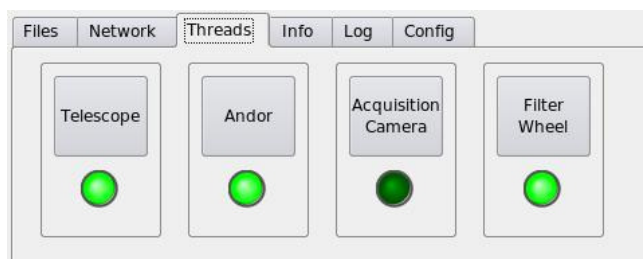 Files Network Threads Info Log Config
Telescope
Andor
Acquisition
Camera
Filter
Wheel